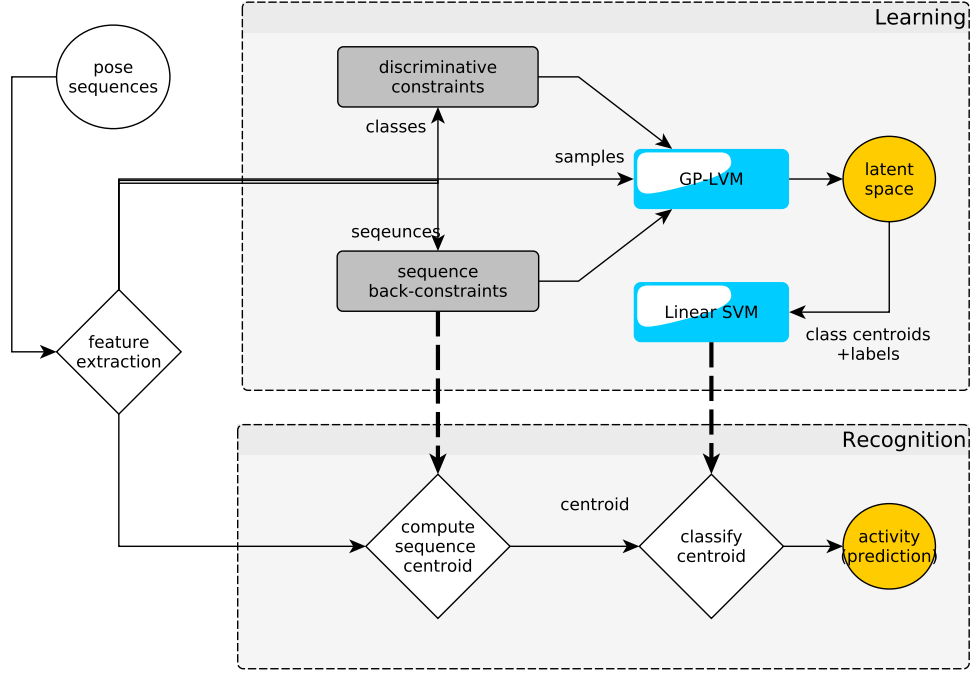 Learning
pose
sequences
discriminative
constraints
classes
samples
GP-LVM
latent
space
seqeunces
sequence
back-constraints
Linear SVM
class centroids
+labels
feature
extraction
Recognition
compute
sequence
centroid
centroid
classify
centroid
activity
(prediction)